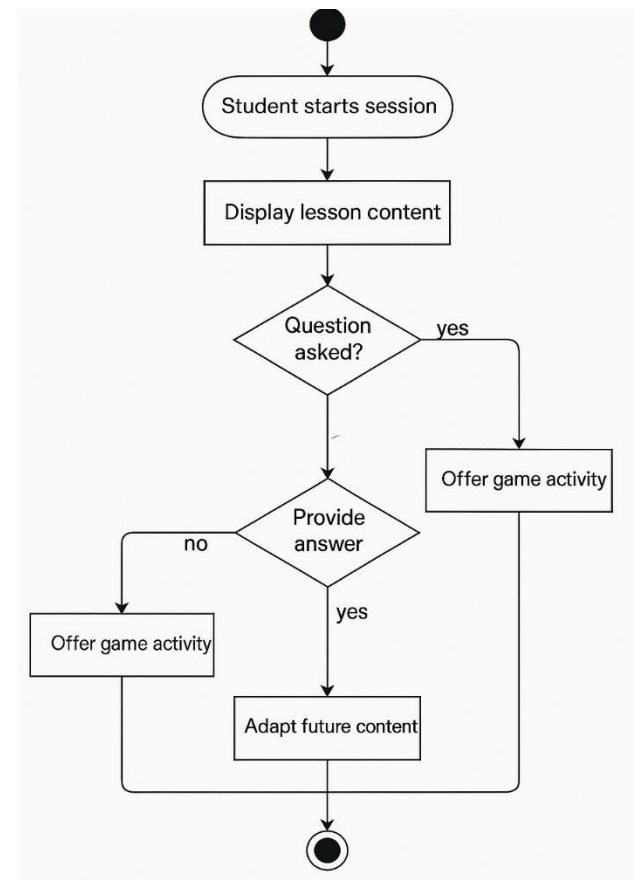 Student starts session
Display lesson content
Question
asked?
yes
Offer game activity
Provide
answer
no
yes
Offer game activity
Adapt future content